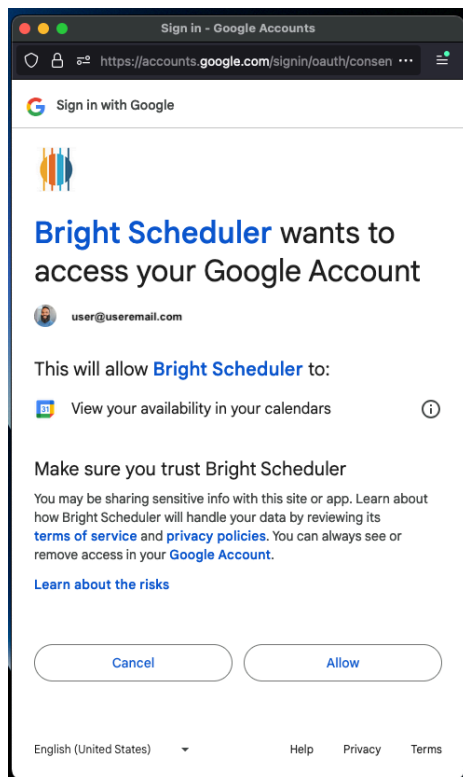 Sign in - Google Accounts
https://accounts.google.com/signin/oauth/consen
Sign in with Google
Bright Scheduler wants to
access your Google Account
user@useremail.com
This will allow Bright Scheduler to:
31
View your availability in your calendars
Make sure you trust Bright Scheduler
You may be sharing sensitive info with this site or app. Learn about
how Bright Scheduler will handle your data by reviewing its
terms of service and privacy policies. You can always see or
remove access in your Google Account.
Learn about the risks
Cancel Allow
English (United States) Help Privacy Terms